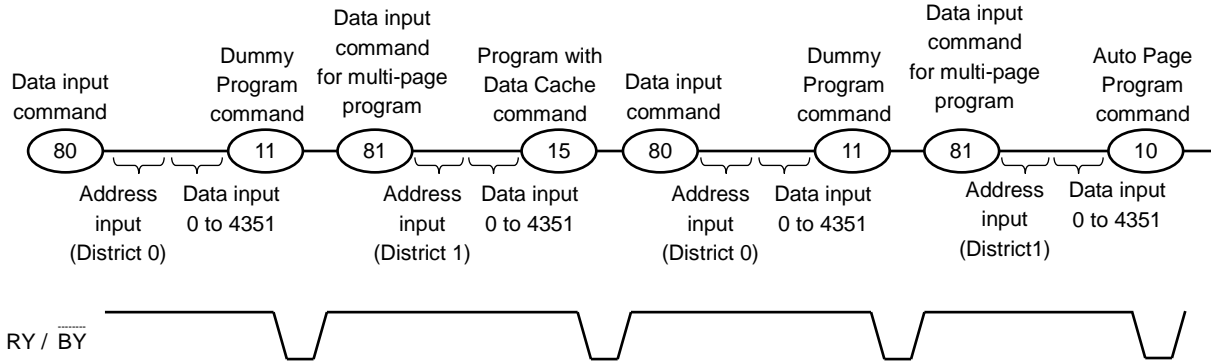 Data input
command
80
Address
input
(District 0)
Data input
0 to 4351
Dummy
Program
command
11
Data input
command
for multi-page
program
81
Address
input
(District 1)
Data input
0 to 4351
Program with
Data Cache
command
15
Data input
command
80
Address
input
(District 0)
Data input
0 to 4351
Dummy
Program
command
11
Data input
command
for multi-page
program
81
Address
input
(District1)
Data input
0 to 4351
Auto Page
Program
command
10
RY / BY